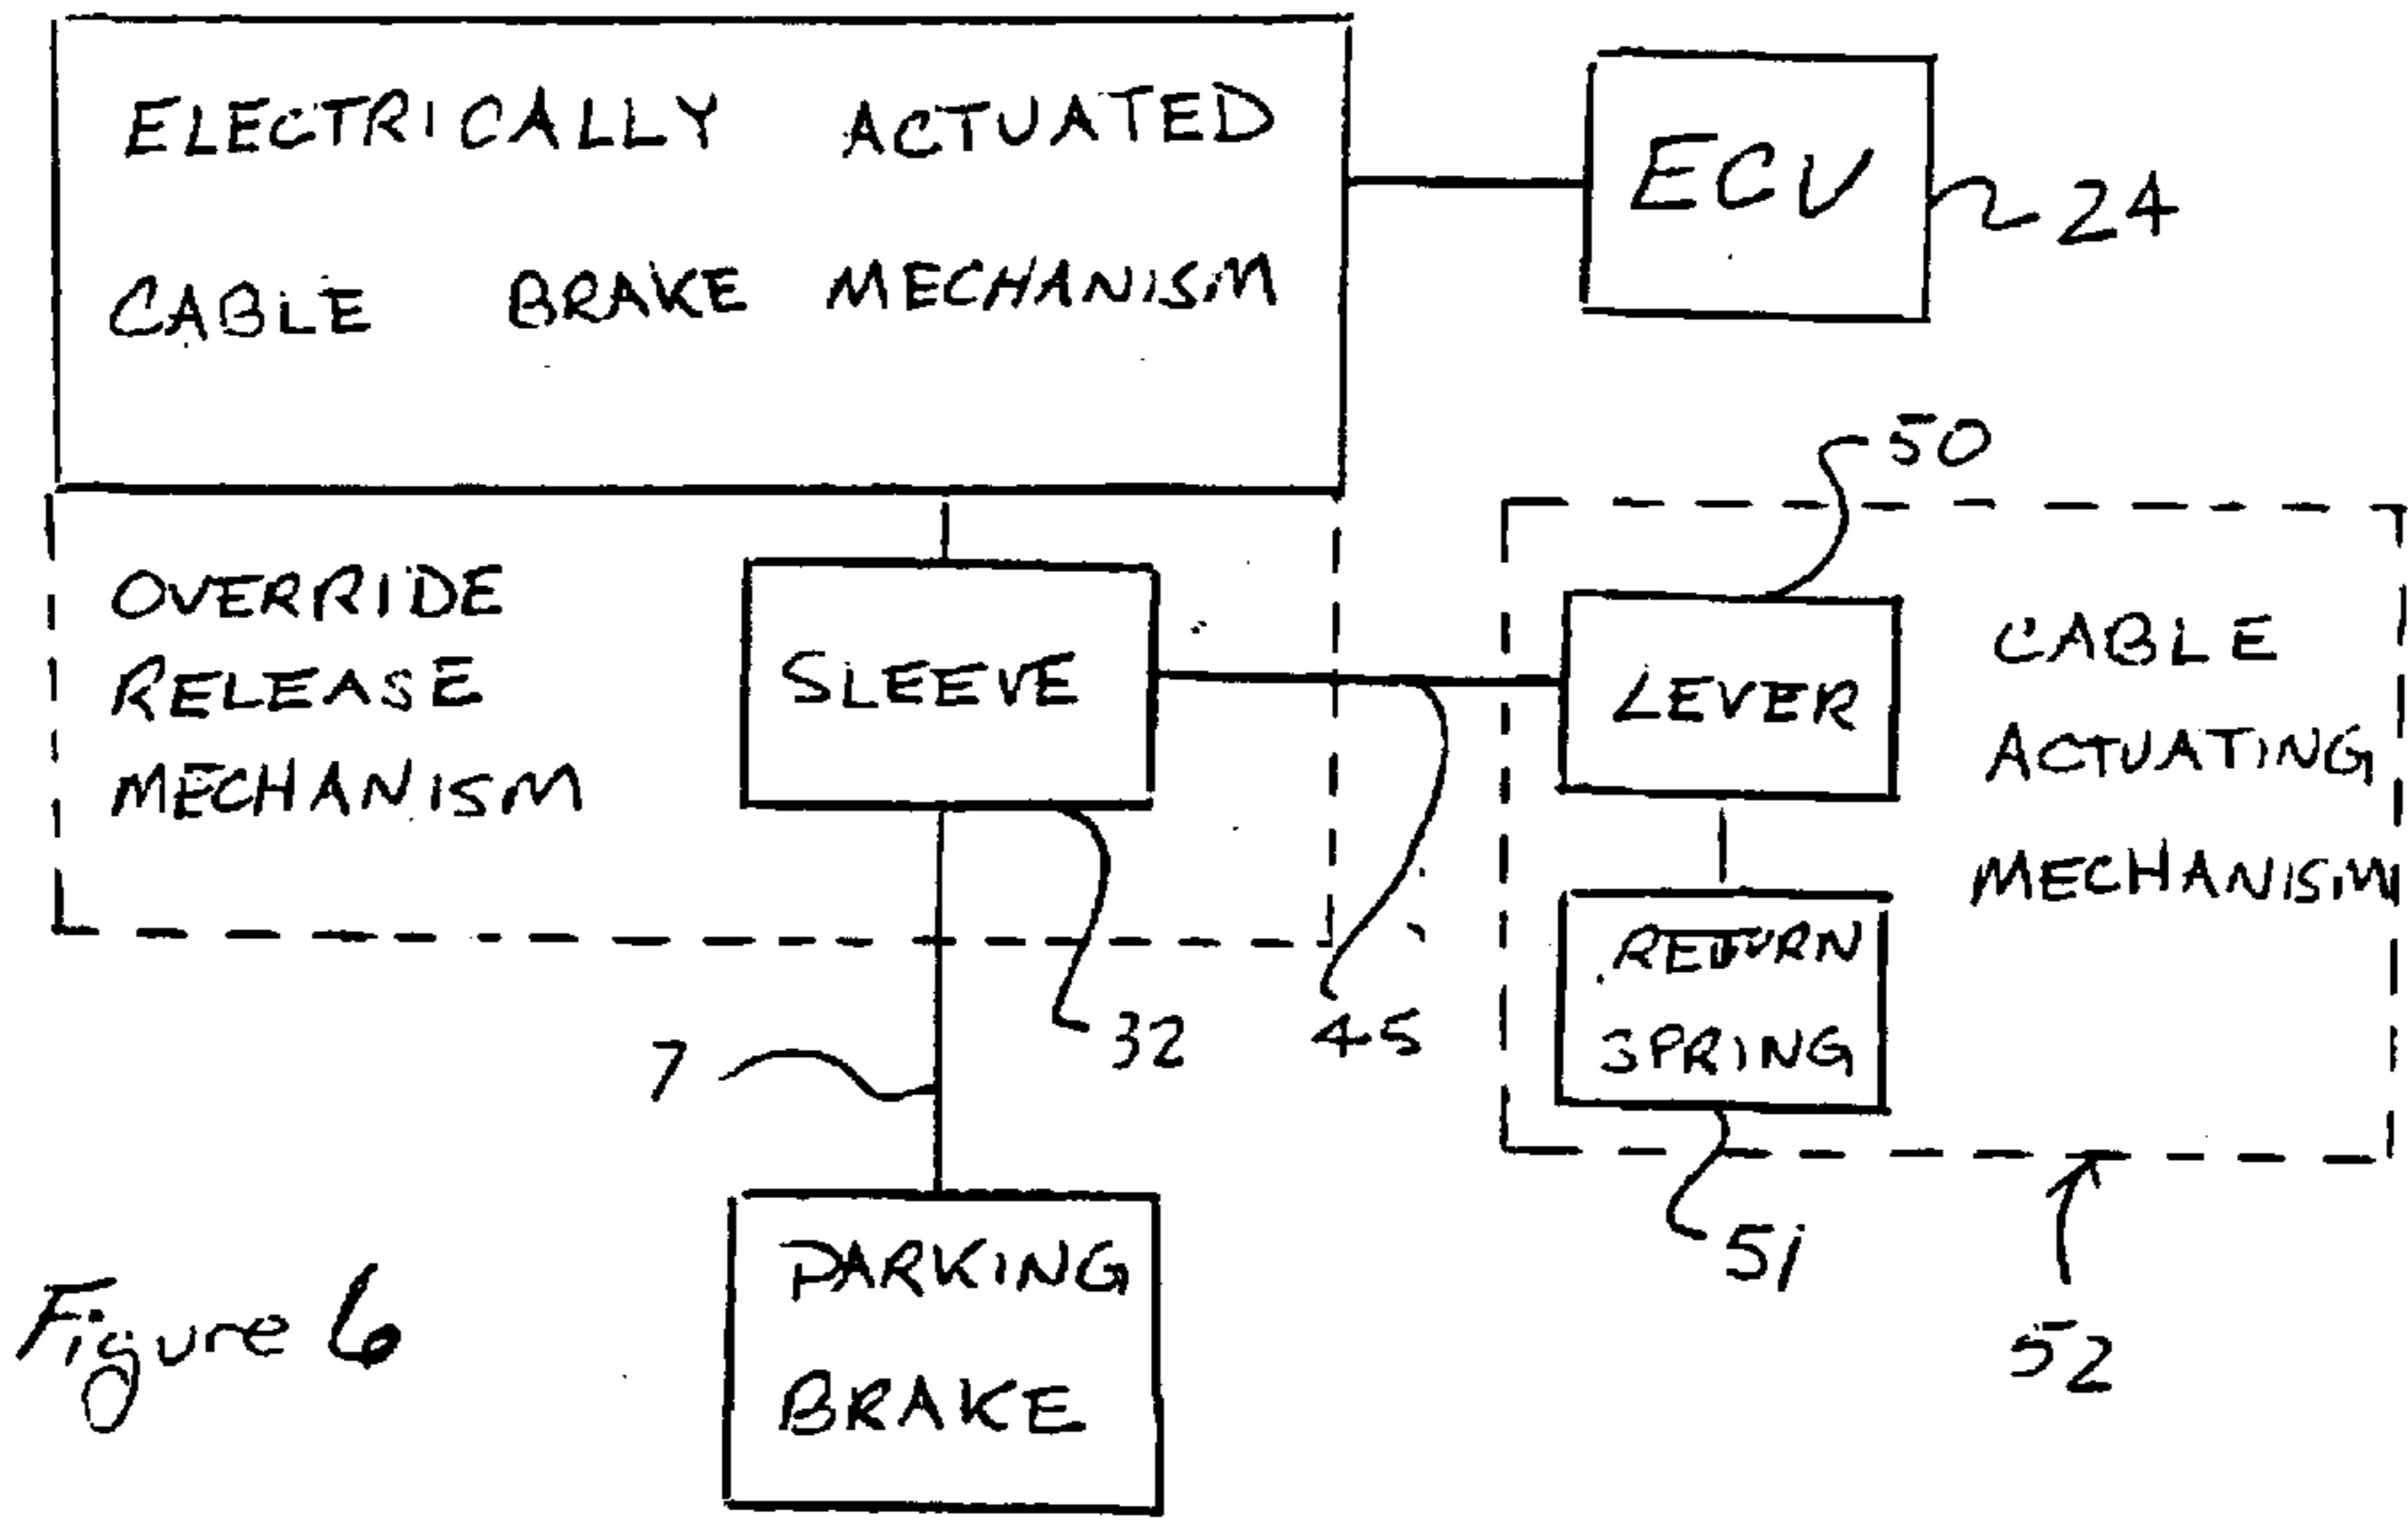 ELECTRICALLY ACTUATED
CABLE BRAKE MECHANISM
ECU
24
50
OVERRIDE
RELEASE
MECHANISM
SLEEVE
LEVER
CABLE
ACTUATING
MECHANISM
RETURN
SPRING
7
32
45
51
52
PARKING
BRAKE
Figure 6